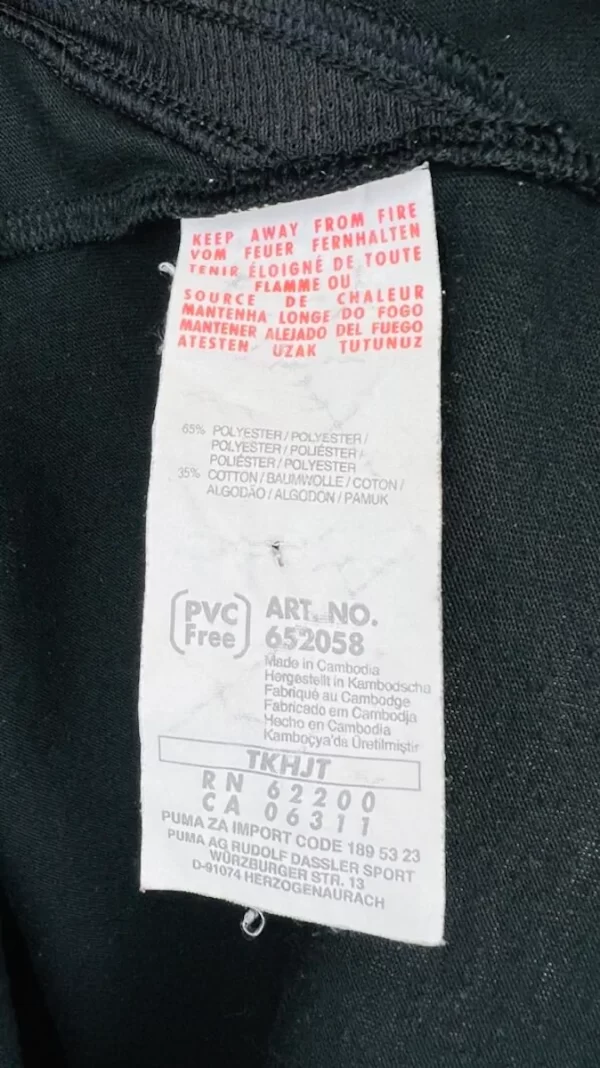 KEEP AWAY FROM FIRE
VOM FEUER FERNHALTEN
TENIR ÉLOIGNÉ DE TOUTE
FLAMME OU
SOURCE DE CHALEUR
MANTENHA LONGE DO FOGO
MANTENER ALEJADO DEL FUEGO
ATESTEN UZAK TUTUNUZ
65% POLYESTER / POLYESTER /
POLYESTER / POLIÉSTER /
POLIÉSTER / POLYESTER
35% COTTON / BAUMWOLLE / COTON /
ALGODÃO / ALGODON / PAMUK
PVC
Free
ART. NO.
652058
Made in Cambodia
Hergestellt in Kambodscha
Fabriqué au Cambodge
Fabricado em Cambodja
Hecho en Cambodia
Kamboçya'da Üretilmiştir
TKHJT
RN 62200
CA 06311
PUMA ZA IMPORT CODE 189 53 23
PUMA AG RUDOLF DASSLER SPORT
WÜRZBURGER STR. 13
D-91074 HERZOGENAURACH